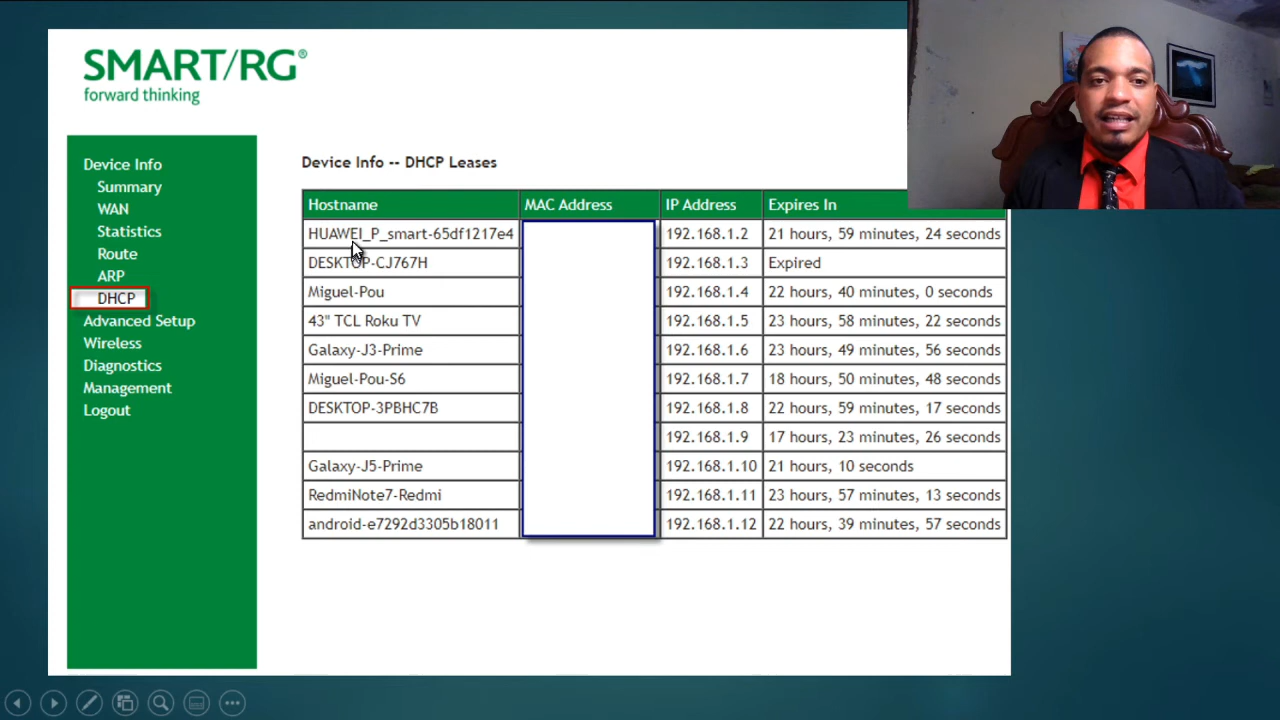 SMART/RG®
forward thinking
Device Info
Summary
WAN
Statistics
Route
ARP
DHCP
Advanced Setup
Wireless
Diagnostics
Management
Logout
Device Info -- DHCP Leases
Hostname MAC Address IP Address Expires In
HUAWEI_P_smart-65df1217e4 192.168.1.2 21 hours, 59 minutes, 24 seconds
DESKTOP-CJ767H 192.168.1.3 Expired
Miguel-Pou 192.168.1.4 22 hours, 40 minutes, 0 seconds
43" TCL Roku TV 192.168.1.5 23 hours, 58 minutes, 22 seconds
Galaxy-J3-Prime 192.168.1.6 23 hours, 49 minutes, 56 seconds
Miguel-Pou-S6 192.168.1.7 18 hours, 50 minutes, 48 seconds
DESKTOP-3PBHC7B 192.168.1.8 22 hours, 59 minutes, 17 seconds
192.168.1.9 17 hours, 23 minutes, 26 seconds
Galaxy-J5-Prime 192.168.1.10 21 hours, 10 seconds
RedmiNote7-Redmi 192.168.1.11 23 hours, 57 minutes, 13 seconds
android-e7292d3305b18011 192.168.1.12 22 hours, 39 minutes, 57 seconds